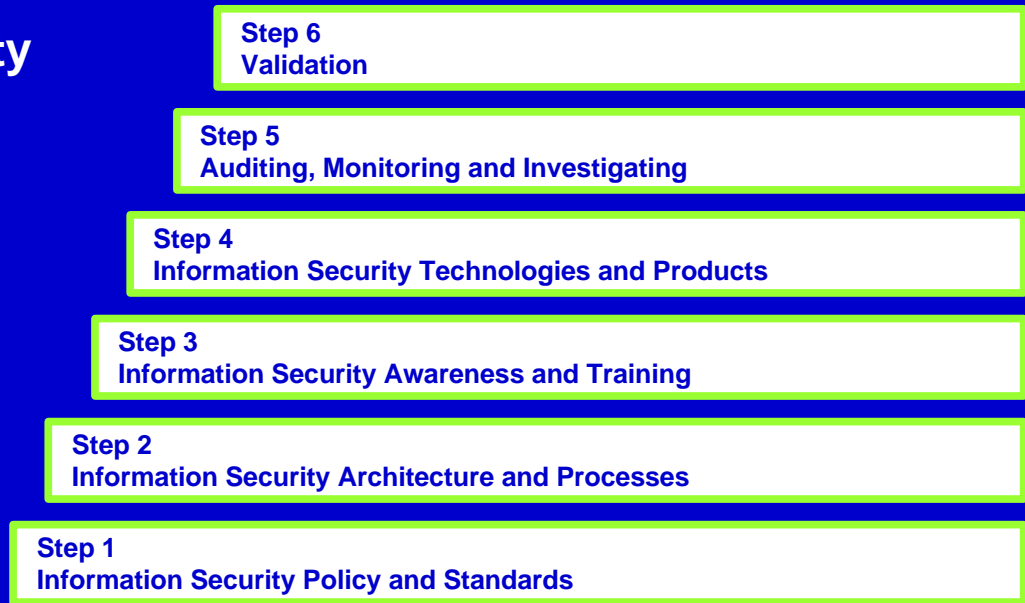 Step 6
Validation
Step 5
Auditing, Monitoring and Investigating
Step 4
Information Security Technologies and Products
Step 3
Information Security Awareness and Training
Step 2
Information Security Architecture and Processes
Step 1
Information Security Policy and Standards